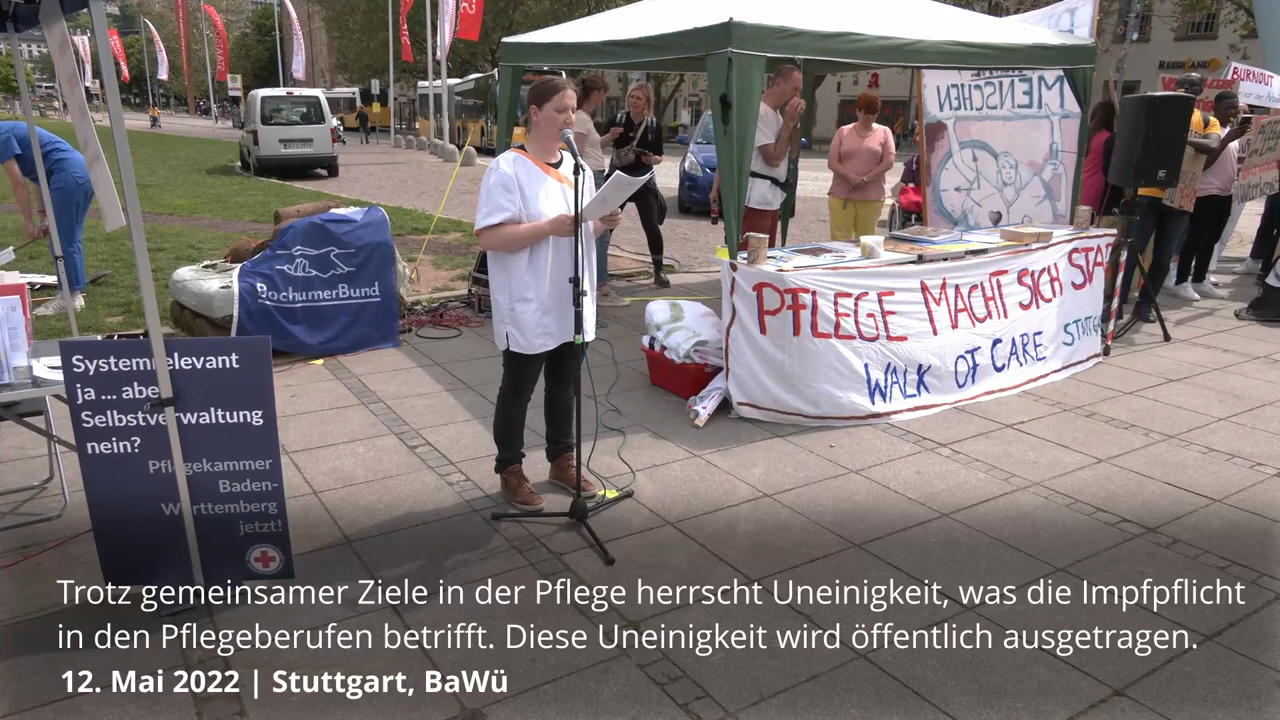 BURNOUT
MENSCHEN
BochumerBund
PFLEGE MACHT SICH STA
WALK OF CARE STUTTG
Systemrelevant
ja ... aber
Selbstverwaltung
nein?
Pflegekammer
Baden-
Württemberg
jetzt!
Trotz gemeinsamer Ziele in der Pflege herrscht Uneinigkeit, was die Impfpflicht
in den Pflegeberufen betrifft. Diese Uneinigkeit wird öffentlich ausgetragen.
12. Mai 2022 | Stuttgart, BaWü